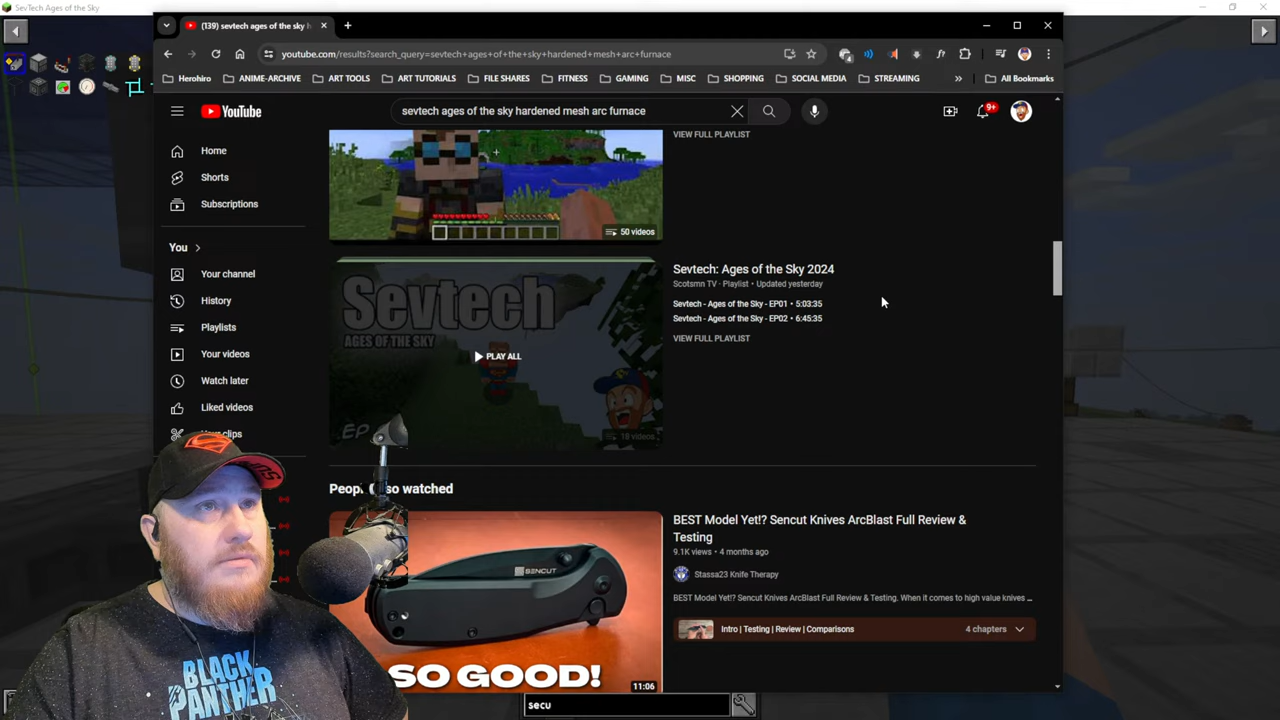 SevTech Ages of the Sky
(139) sevtech ages of the sky h
youtube.com/results?search_query=sevtech+ages+of+the+sky+hardened+mesh+arc+furnace
Herohiro
ANIME-ARCHIVE
ART TOOLS
ART TUTORIALS
FILE SHARES
FITNESS
GAMING
MISC
SHOPPING
SOCIAL MEDIA
STREAMING
»
All Bookmarks
YouTube
sevtech ages of the sky hardened mesh arc furnace
9+
Home
Shorts
Subscriptions
You
Your channel
History
Playlists
Your videos
Watch later
Liked videos
Your clips
VIEW FULL PLAYLIST
50 videos
Sevtech
AGES OF THE SKY
PLAY ALL
EP
19 videos
Sevtech: Ages of the Sky 2024
Scotsmn TV · Playlist • Updated yesterday
Sevtech - Ages of the Sky - EP01 • 5:03:35
Sevtech - Ages of the Sky - EP02 • 6:45:35
VIEW FULL PLAYLIST
SENCUT
SO GOOD!
11:06
BEST Model Yet!? Sencut Knives ArcBlast Full Review &
Testing
9.1K views • 4 months ago
Stassa23 Knife Therapy
BEST Model Yet!? Sencut Knives ArcBlast Full Review & Testing. When it comes to high value knives ...
Intro | Testing | Review | Comparisons
4 chapters
BLACK
PANTHER
secu